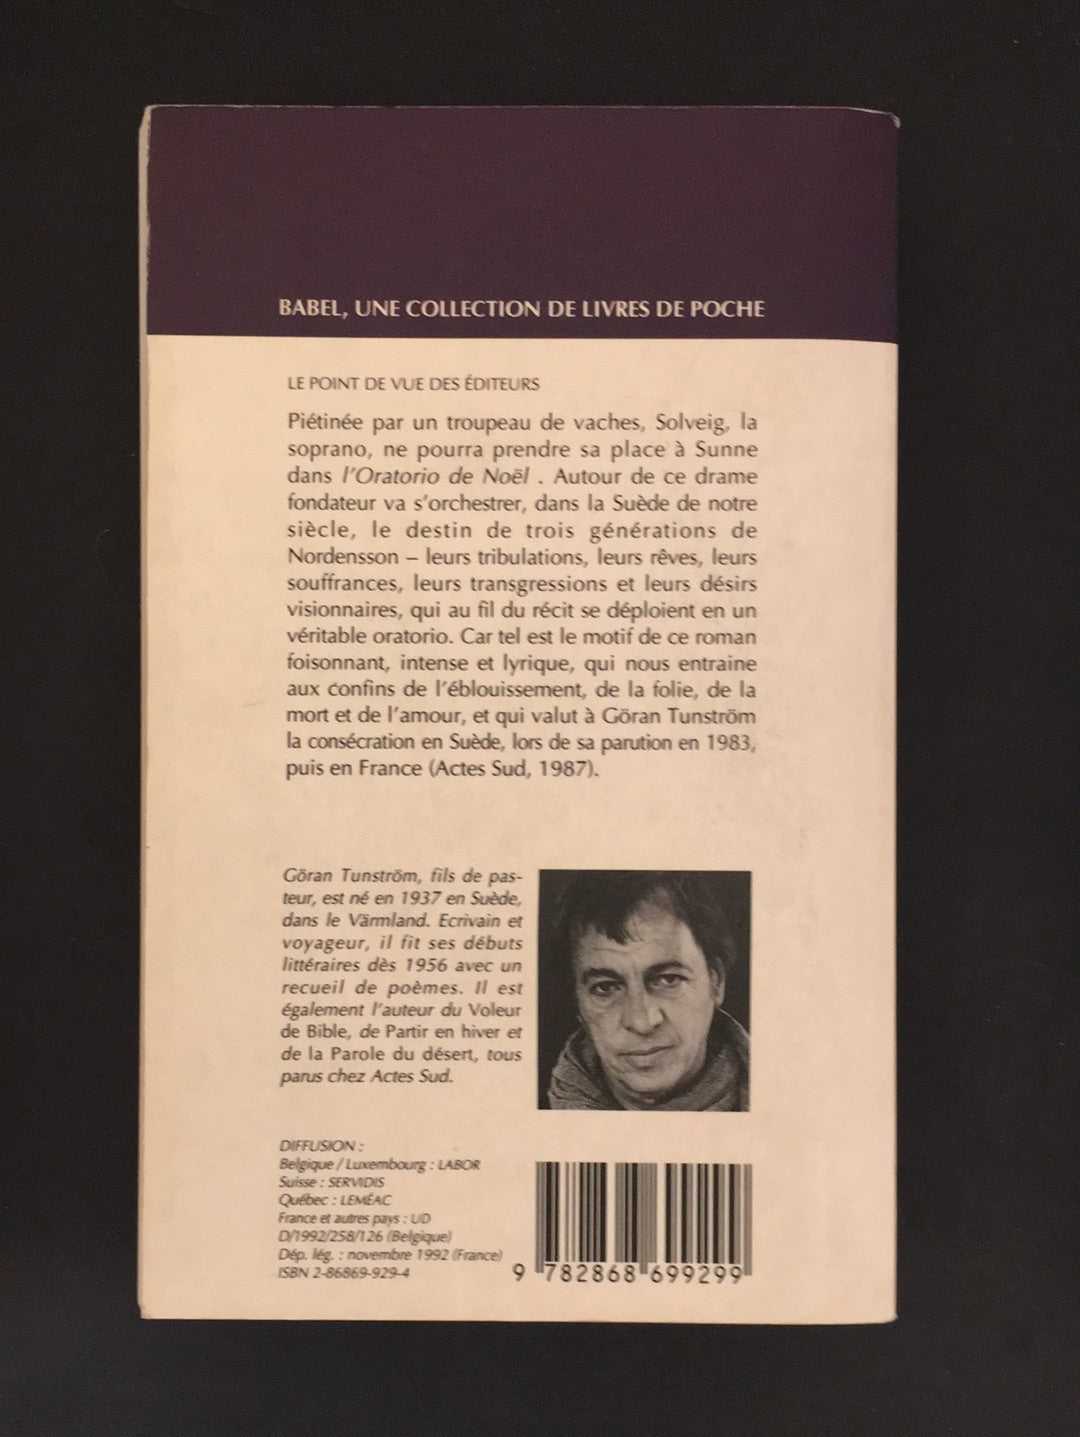 BABEL, UNE COLLECTION DE LIVRES DE POCHE
LE POINT DE VUE DES ÉDITEURS
Piétinée par un troupeau de vaches, Solveig, la
soprano, ne pourra prendre sa place à Sunne
dans l'Oratorio de Noël . Autour de ce drame
fondateur va s'orchestrer, dans la Suède de notre
siècle, le destin de trois générations de
Nordensson – leurs tribulations, leurs rêves, leurs
souffrances, leurs transgressions et leurs désirs
visionnaires, qui au fil du récit se déploient en un
véritable oratorio. Car tel est le motif de ce roman
foisonnant, intense et lyrique, qui nous entraine
aux confins de l'éblouissement, de la folie, de la
mort et de l'amour, et qui valut à Göran Tunström
la consécration en Suède, lors de sa parution en 1983,
puis en France (Actes Sud, 1987).
Göran Tunström, fils de pas-
teur, est né en 1937 en Suède,
dans le Värmland. Ecrivain et
voyageur, il fit ses débuts
littéraires dès 1956 avec un
recueil de poèmes. Il est
également l'auteur du Voleur
de Bible, de Partir en hiver et
de la Parole du désert, tous
parus chez Actes Sud.
DIFFUSION :
Belgique / Luxembourg : LABOR
Suisse : SERVIDIS
Québec : LEMÉAC
France et autres pays : UD
D/1992/258/126 (Belgique)
Dép. lég. : novembre 1992 (France)
ISBN 2-86869-929-4
9 782868 699299